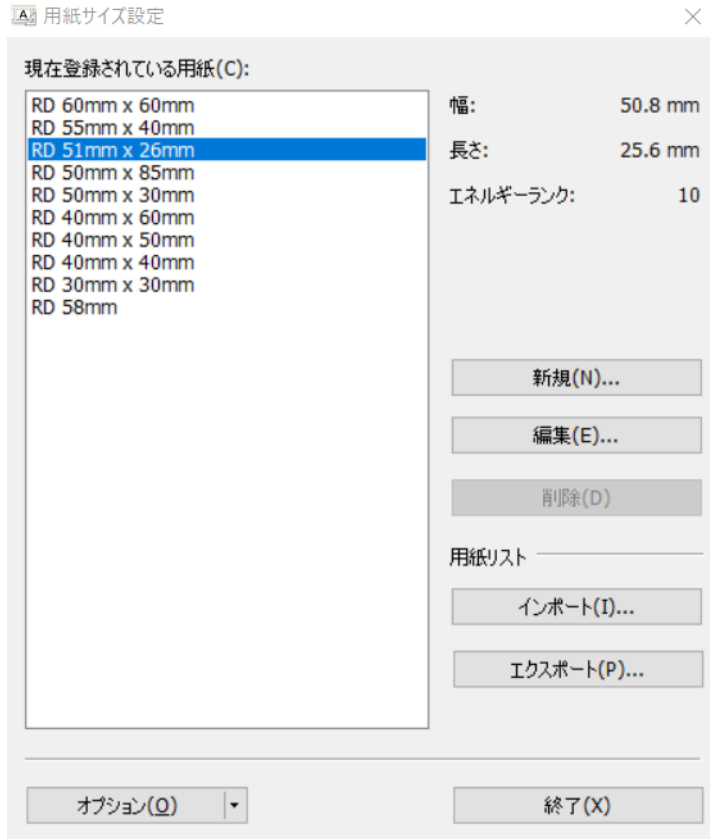 用紙サイズ設定
現在登録されている用紙(C):
RD 60mm x 60mm
RD 55mm x 40mm
RD 51mm x 26mm
RD 50mm x 85mm
RD 50mm x 30mm
RD 40mm x 60mm
RD 40mm x 50mm
RD 40mm x 40mm
RD 30mm x 30mm
RD 58mm
幅: 50.8 mm
長さ: 25.6 mm
エネルギーランク: 10
新規(N)...
編集(E)...
削除(D)
用紙リスト
インポート(I)...
エクスポート(P)...
オプション(O)
終了(X)